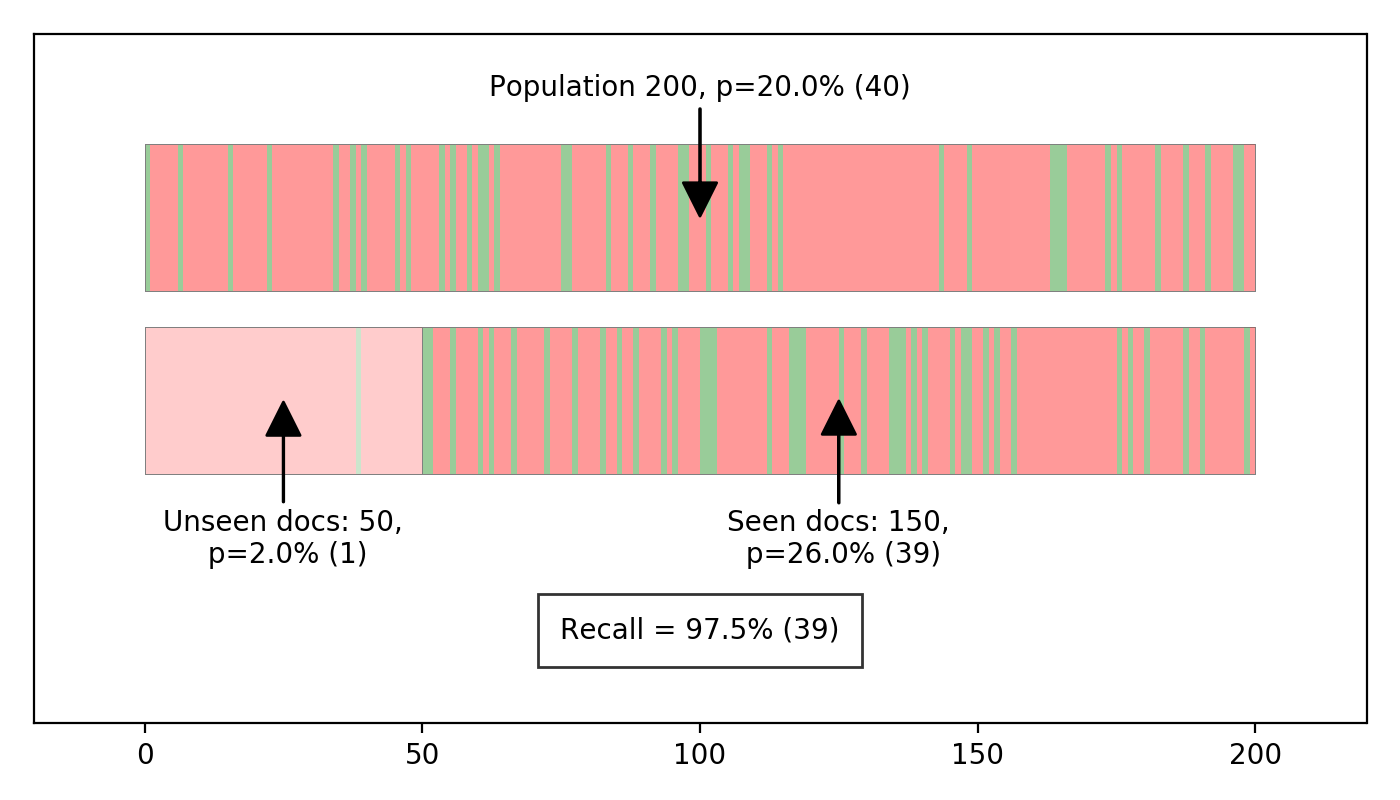 Population 200, p=20.0% (40)
Unseen docs: 50,
p=2.0% (1)
Seen docs: 150,
p=26.0% (39)
Recall = 97.5% (39)
0
50
100
150
200